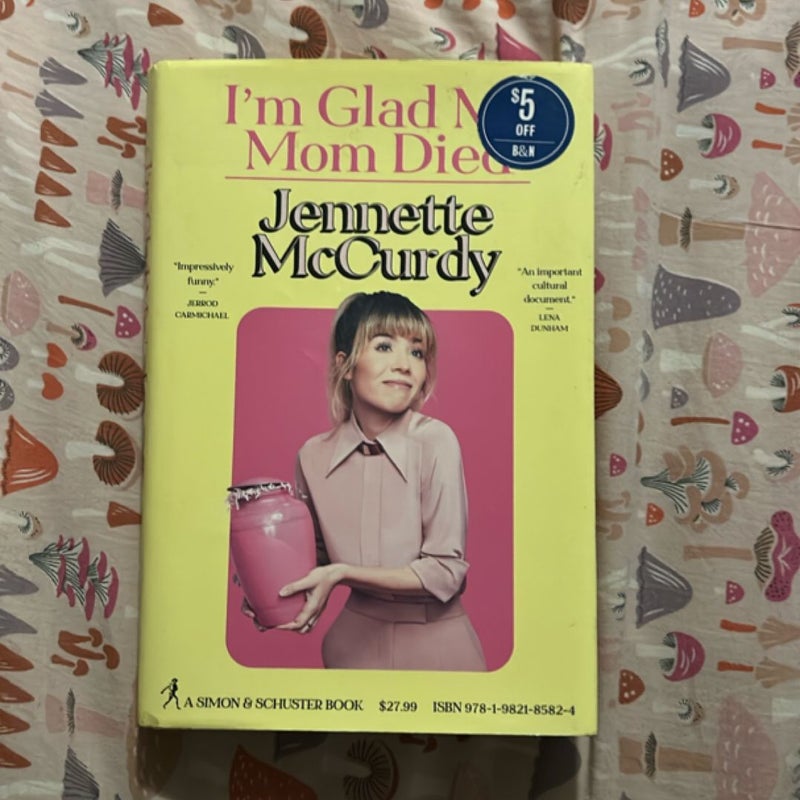 I'm Glad M
Mom Died
$5
OFF
B&N
Jennette
McCurdy
"Impressively
funny."
—
JERROD
CARMICHAEL
"An important
cultural
document."
—
LENA
DUNHAM
A SIMON & SCHUSTER BOOK $27.99 ISBN 978-1-9821-8582-4